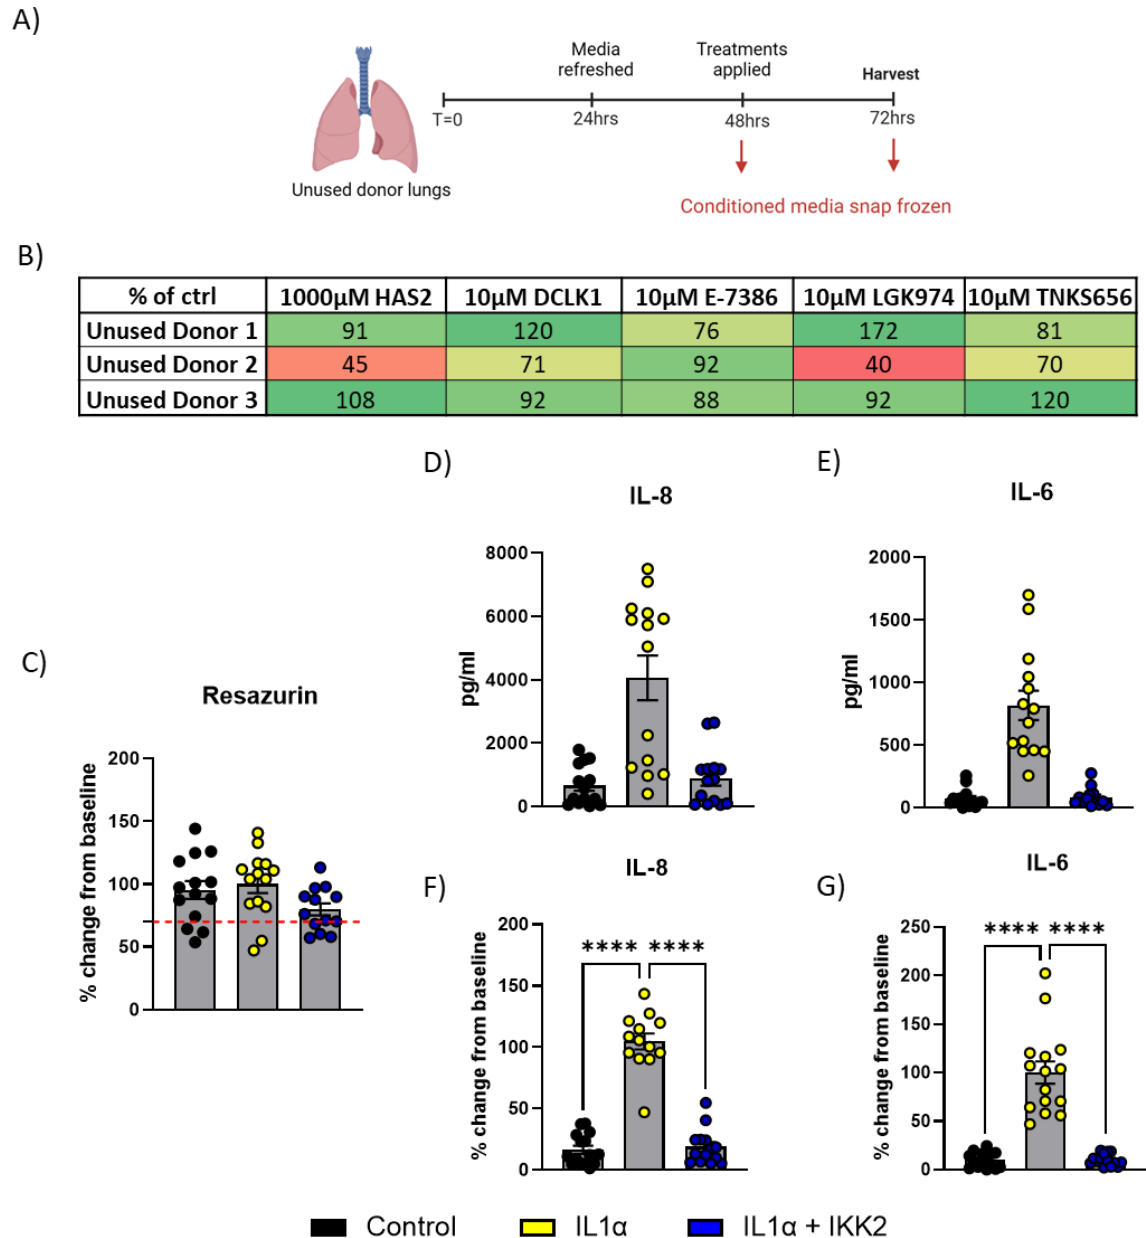 A)
Media refreshed
Treatments applied
Harvest
T=0
24hrs
48hrs
72hrs
Unused donor lungs
Conditioned media snap frozen
B)
% of ctrl 1000µM HAS2 10µM DCLK1 10µM E-7386 10µM LGK974 10µM TNKS656
Unused Donor 1 91 120 76 172 81
Unused Donor 2 45 71 92 40 70
Unused Donor 3 108 92 88 92 120
C)
Resazurin
% change from baseline
200
150
100
50
0
D)
IL-8
pg/ml
8000
6000
4000
2000
0
E)
IL-6
pg/ml
2000
1500
1000
500
0
F)
IL-8
% change from baseline
200
150
100
50
0
**** ****
G)
IL-6
% change from baseline
250
200
150
100
50
0
**** ****
Control IL1α IL1α + IKK2